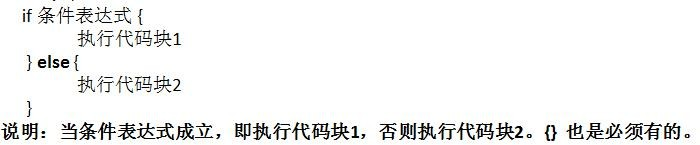 if 条件表达式 {
执行代码块1
} else {
执行代码块2
}
说明：当条件表达式成立，即执行代码块1，否则执行代码块2。{} 也是必须有的。